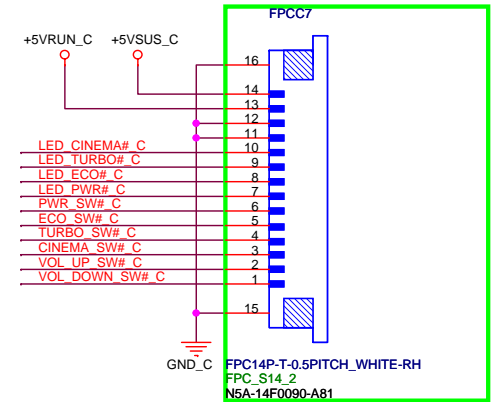 FPCC7
+5VRUN_C +5VSUS_C
16
14
13
12
11
LED_CINEMA#_C 10
LED_TURBO#_C 9
LED_ECO#_C 8
LED_PWR#_C 7
PWR_SW#_C 6
ECO_SW#_C 5
TURBO_SW#_C 4
CINEMA_SW#_C 3
VOL_UP_SW#_C 2
VOL_DOWN_SW#_C 1
15
GND_C FPC14P-T-0.5PITCH_WHITE-RH
FPC_S14_2
N5A-14F0090-A81